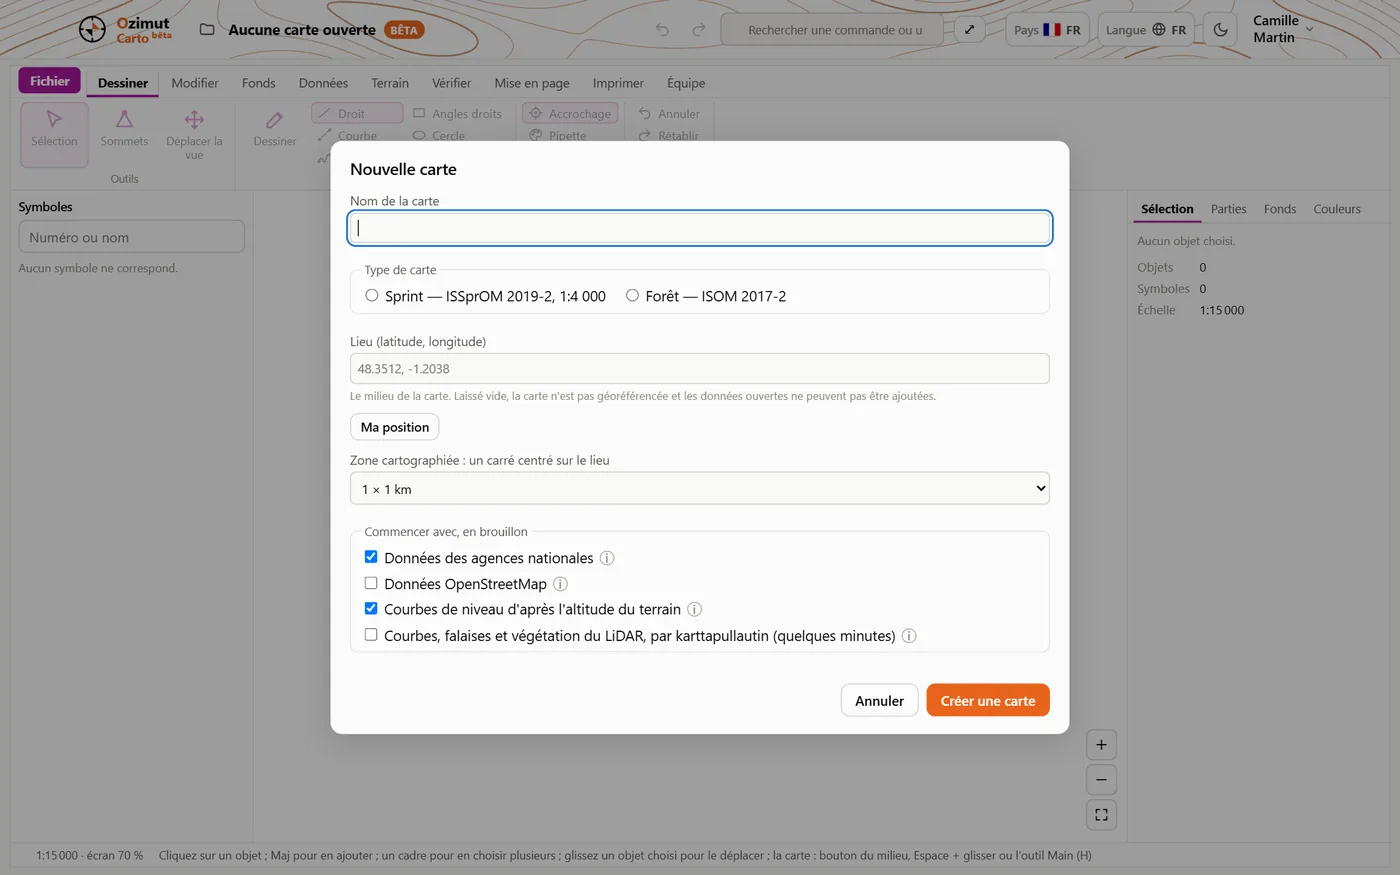 Ozimut
Carto bêta
Aucune carte ouverte BÊTA
Rechercher une commande ou u
Pays FR
Langue FR
Camille
Martin
Fichier Dessiner Modifier Fonds Données Terrain Vérifier Mise en page Imprimer Équipe
Sélection
Sommets
Déplacer la
vue
Outils
Dessiner
Droit
Courbe
Angles droits
Cercle
Accrochage
Pipette
Annuler
Rétablir
Symboles
Numéro ou nom
Aucun symbole ne correspond.
Nouvelle carte
Nom de la carte
Type de carte
Sprint — ISSprOM 2019-2, 1:4 000
Forêt — ISOM 2017-2
Lieu (latitude, longitude)
48.3512, -1.2038
Le milieu de la carte. Laissé vide, la carte n'est pas géoréférencée et les données ouvertes ne peuvent pas être ajoutées.
Ma position
Zone cartographiée : un carré centré sur le lieu
1 × 1 km
Commencer avec, en brouillon
Données des agences nationales
Données OpenStreetMap
Courbes de niveau d'après l'altitude du terrain
Courbes, falaises et végétation du LiDAR, par karttapullautin (quelques minutes)
Annuler
Créer une carte
Sélection Parties Fonds Couleurs
Aucun objet choisi.
Objets 0
Symboles 0
Échelle 1:15 000
1:15 000 · écran 70 % Cliquez sur un objet ; Maj pour en ajouter ; un cadre pour en choisir plusieurs ; glissez un objet choisi pour le déplacer ; la carte : bouton du milieu, Espace + glisser ou l'outil Main (H)